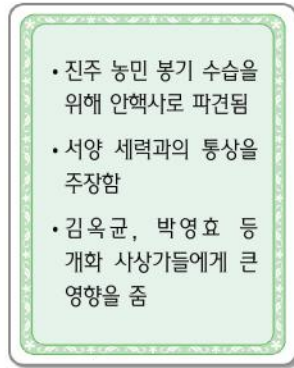 • 진주 농민 봉기 수습을
위해 안핵사로 파견됨
• 서양 세력과의 통상을
주장함
• 김옥균, 박영효 등
개화 사상가들에게 큰
영향을 줌